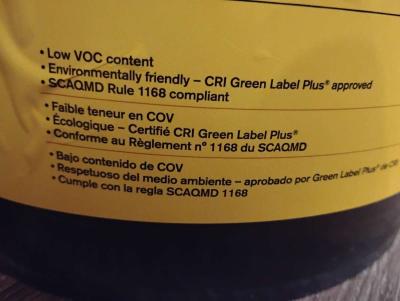 • Low VOC content
• Environmentally friendly – CRI Green Label Plus® approved
• SCAQMD Rule 1168 compliant
• Faible teneur en COV
• Écologique – Certifié CRI Green Label Plus®
• Conforme au Règlement nº 1168 du SCAQMD
• Bajo contenido de COV
• Respetuoso del medio ambiente – aprobado por Green Label Plus® de CRI
• Cumple con la regla SCAQMD 1168